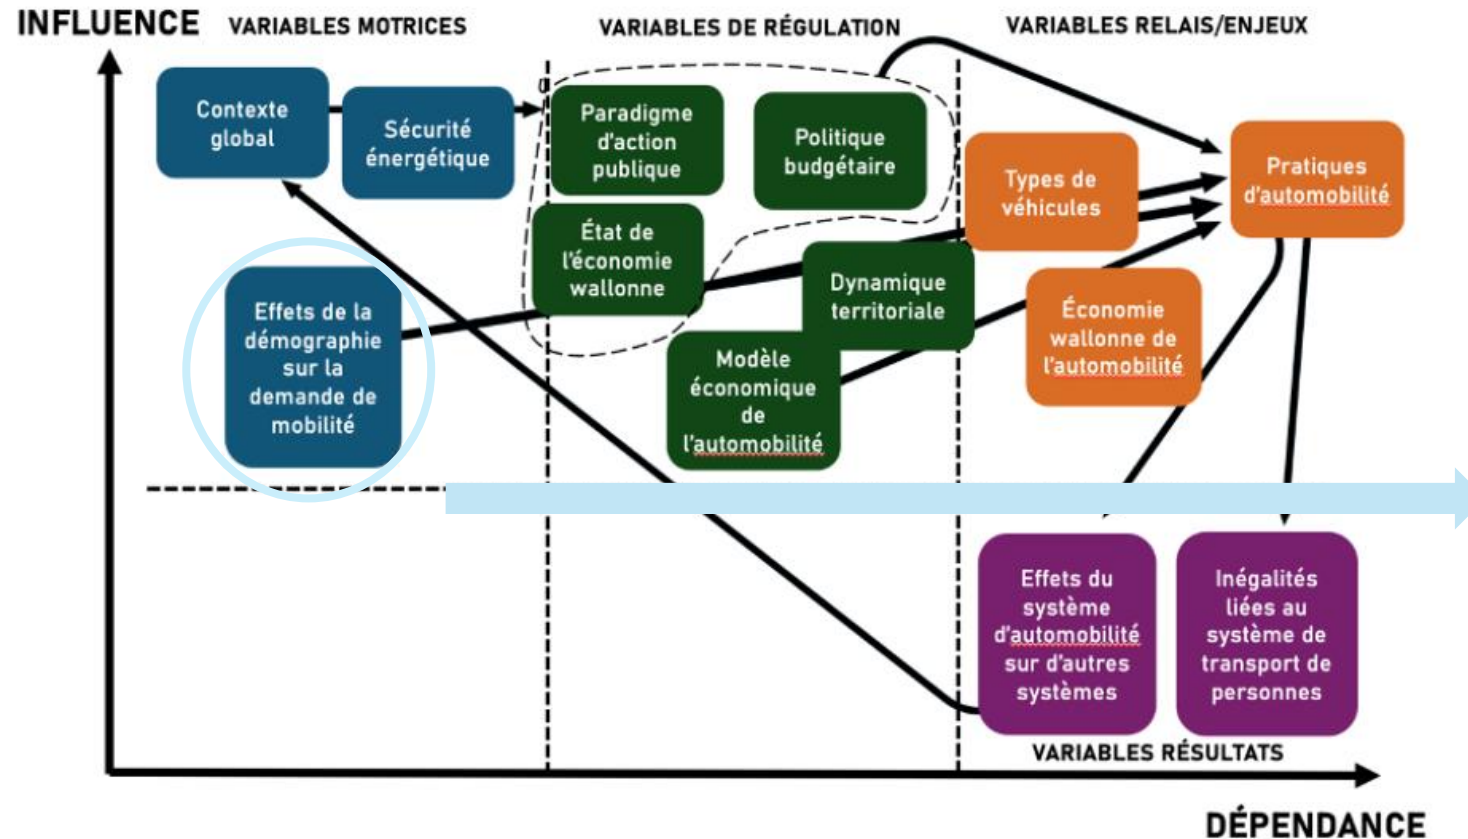 INFLUENCE
VARIABLES MOTRICES
VARIABLES DE RÉGULATION
VARIABLES RELAIS/ENJEUX
Contexte
global
Sécurité
énergétique
Effets de la
démographie
sur la
demande de
mobilité
Paradigme
d'action
publique
Politique
budgétaire
État de
l'économie
wallonne
Dynamique
territoriale
Modèle
économique
de
l'automobilité
Types de
véhicules
Pratiques
d'automobilité
Économie
wallonne de
l'automobilité
Effets du
système
d'automobilité
sur d'autres
systèmes
Inégalités
liées au
système de
transport de
personnes
VARIABLES RÉSULTATS
DÉPENDANCE